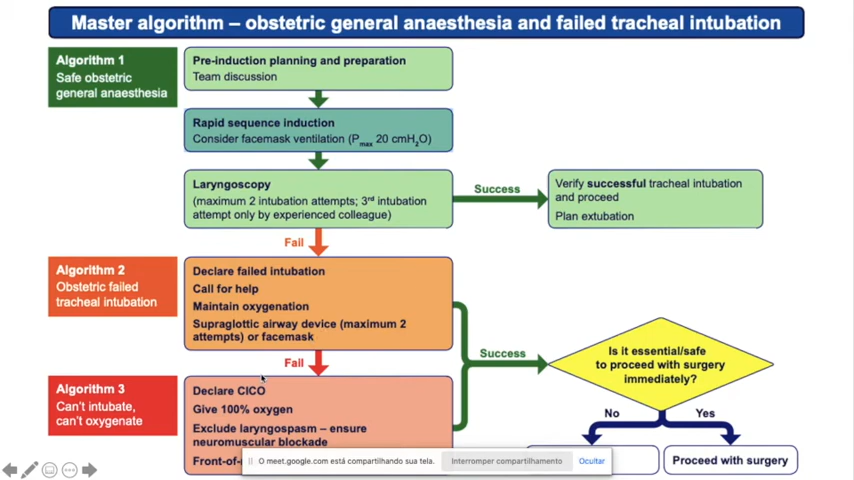 Master algorithm – obstetric general anaesthesia and failed tracheal intubation
Algorithm 1
Safe obstetric
general anaesthesia
Pre-induction planning and preparation
Team discussion
Rapid sequence induction
Consider facemask ventilation (Pmax 20 cmH2O)
Laryngoscopy
(maximum 2 intubation attempts; 3rd intubation
attempt only by experienced colleague)
Success
Verify successful tracheal intubation
and proceed
Plan extubation
Fail
Algorithm 2
Obstetric failed
tracheal intubation
Declare failed intubation
Call for help
Maintain oxygenation
Supraglottic airway device (maximum 2
attempts) or facemask
Success
Is it essential/safe
to proceed with surgery
immediately?
Fail
Algorithm 3
Can't intubate,
can't oxygenate
Declare CICO
Give 100% oxygen
Exclude laryngospasm – ensure
neuromuscular blockade
Front-of-
No
Yes
Proceed with surgery
O meet.google.com está compartilhando sua tela.
Interromper compartilhamento
Ocultar